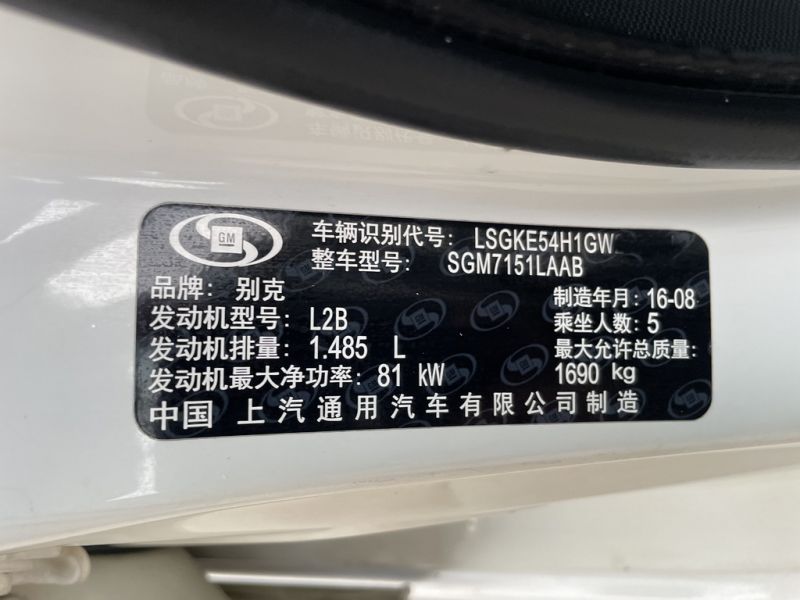 GM
车辆识别代号: LSGKE54H1GW
整车型号: SGM7151LAAB
品牌: 别克
制造年月: 16-08
发动机型号: L2B
乘坐人数: 5
发动机排量: 1.485 L
最大允许总质量:
发动机最大净功率: 81 kW
1690 kg
中国 上汽通用汽车有限公司制造